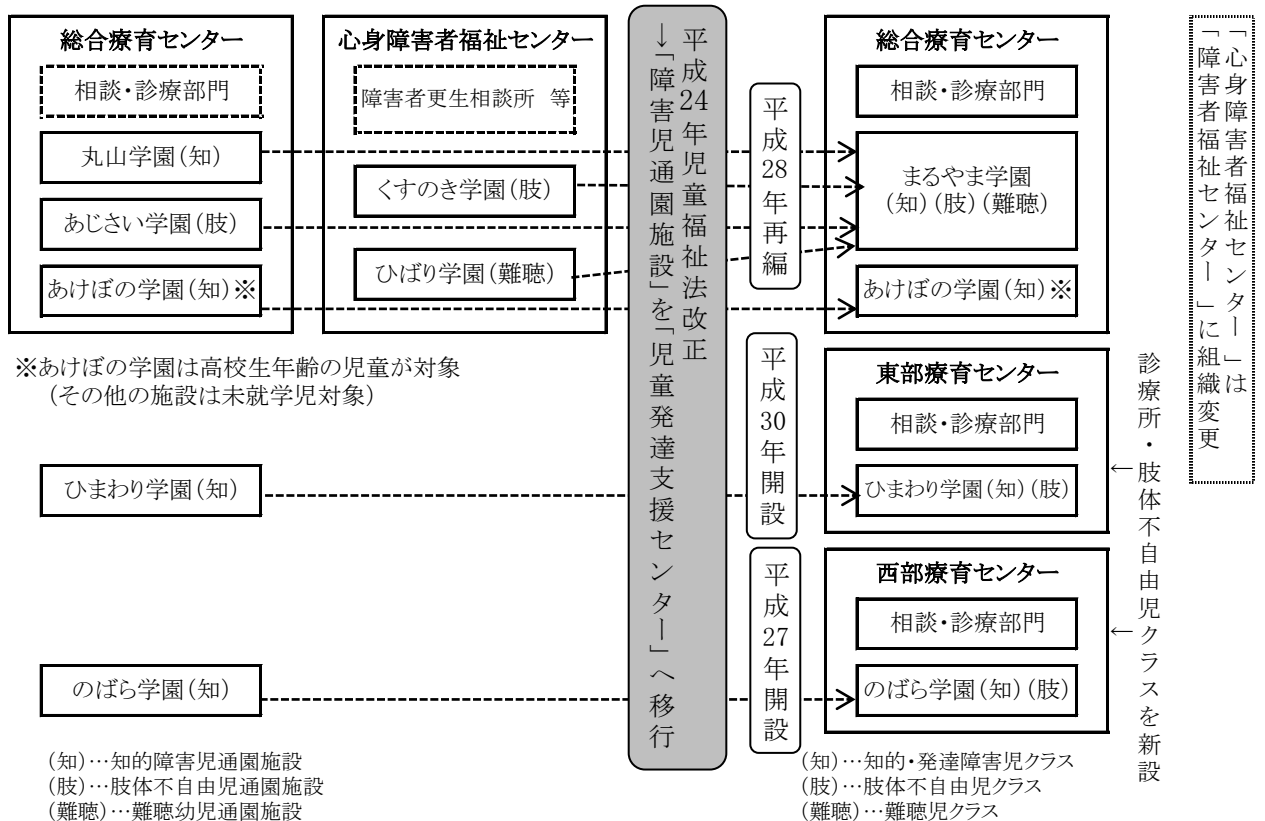 総合療育センター
相談・診療部門
丸山学園(知)
あじさい学園(肢)
あけぼの学園(知)※
心身障害者福祉センター
障害者更生相談所 等
くすのき学園(肢)
ひばり学園(難聴)
※あけぼの学園は高校生年齢の児童が対象
(その他の施設は未就学児対象)
ひまわり学園(知)
のばら学園(知)
(知)…知的障害児通園施設
(肢)…肢体不自由児通園施設
(難聴)…難聴幼児通園施設
平成24年児童福祉法改正
→「障害児通園施設」を「児童発達支援センター」へ移行
平成28年再編
平成30年開設
平成27年開設
総合療育センター
相談・診療部門
まるやま学園
(知)(肢)(難聴)
あけぼの学園(知)※
東部療育センター
相談・診療部門
ひまわり学園(知)(肢)
西部療育センター
相談・診療部門
のばら学園(知)(肢)
(知)…知的・発達障害児クラス
(肢)…肢体不自由児クラス
(難聴)…難聴児クラス
「心身障害者福祉センター」は
「障害者福祉センター」に組織変更
診療所・肢体不自由児クラスを新設
←
←